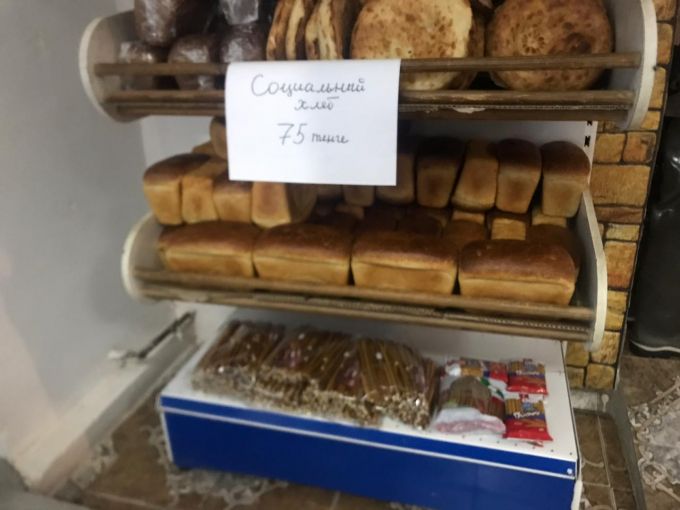 Социальный
хлеб
75 тенге